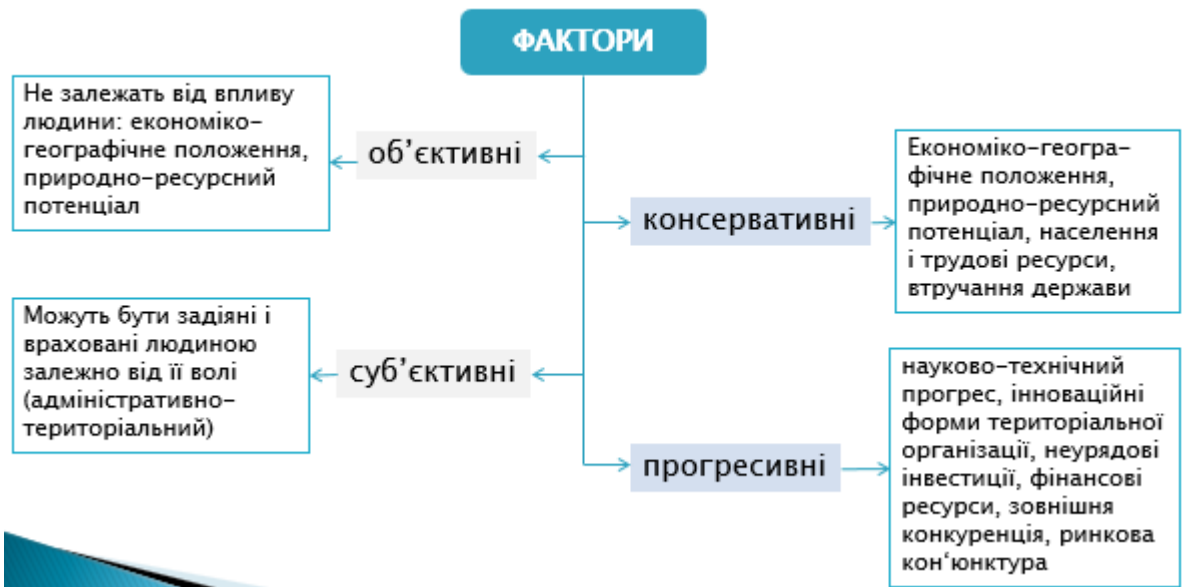 ФАКТОРИ
Не залежать від впливу
людини: економіко-
географічне положення,
природно-ресурсний
потенціал
об’єктивні
консервативні
Економіко-геогра-
фічне положення,
природно-ресурсний
потенціал, населення
і трудові ресурси,
втручання держави
Можуть бути задіяні і
враховані людиною
залежно від її волі
(адміністративно-
територіальний)
суб’єктивні
прогресивні
науково-технічний
прогрес, інноваційні
форми територіальної
організації, неурядові
інвестиції, фінансові
ресурси, зовнішня
конкуренція, ринкова
кон‘юнктура